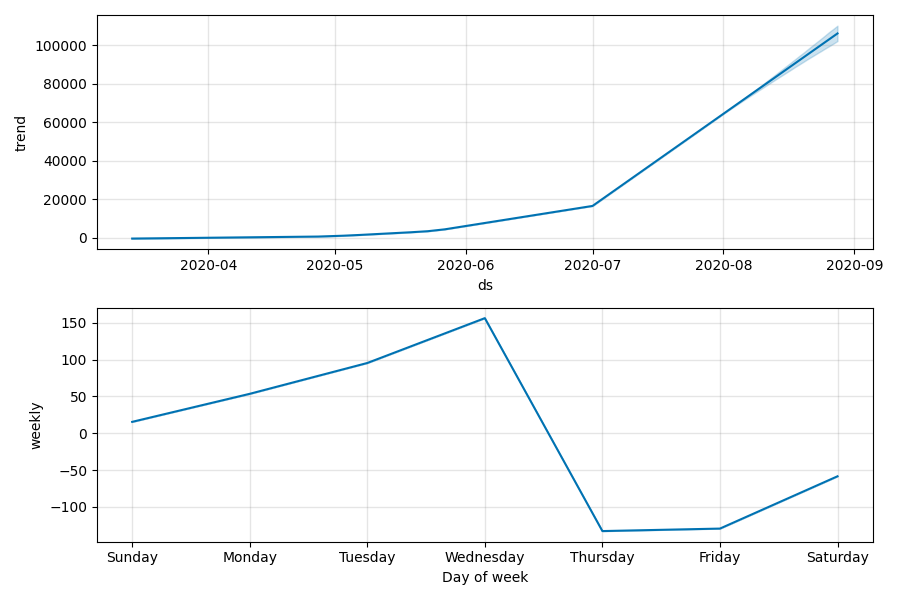 100000
80000
60000
40000
20000
0
trend
2020-04 2020-05 2020-06 2020-07 2020-08 2020-09
ds
150
100
50
0
−50
−100
weekly
Sunday Monday Tuesday Wednesday Thursday Friday Saturday
Day of week